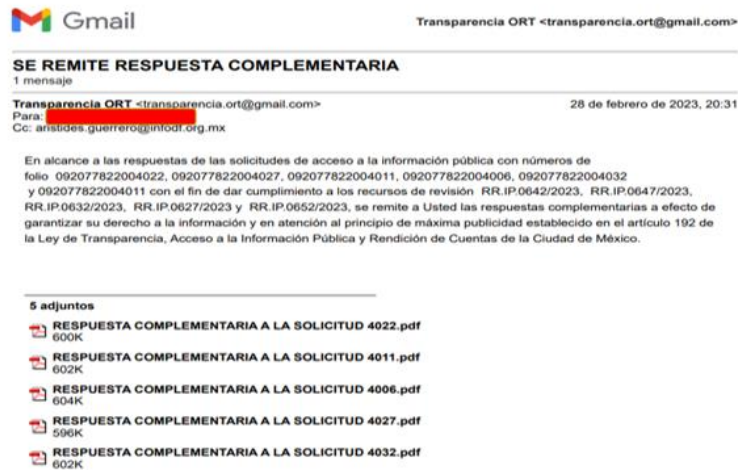 Gmail
Transparencia ORT <transparencia.ort@gmail.com>
SE REMITE RESPUESTA COMPLEMENTARIA
1 mensaje
Transparencia ORT <transparencia.ort@gmail.com>
28 de febrero de 2023, 20:31
Para:
Cc: aristides.guerrero@infodf.org.mx
En alcance a las respuestas de las solicitudes de acceso a la información pública con números de
folio 092077822004022, 092077822004027, 092077822004011, 092077822004006, 092077822004032
y 092077822004011 con el fin de dar cumplimiento a los recursos de revisión RR.IP.0642/2023, RR.IP.0647/2023,
RR.IP.0632/2023, RR.IP.0627/2023 y RR.IP.0652/2023, se remite a Usted las respuestas complementarias a efecto de
garantizar su derecho a la información y en atención al principio de máxima publicidad establecido en el artículo 192 de
la Ley de Transparencia, Acceso a la Información Pública y Rendición de Cuentas de la Ciudad de México.
5 adjuntos
RESPUESTA COMPLEMENTARIA A LA SOLICITUD 4022.pdf
600K
RESPUESTA COMPLEMENTARIA A LA SOLICITUD 4011.pdf
602K
RESPUESTA COMPLEMENTARIA A LA SOLICITUD 4006.pdf
604K
RESPUESTA COMPLEMENTARIA A LA SOLICITUD 4027.pdf
596K
RESPUESTA COMPLEMENTARIA A LA SOLICITUD 4032.pdf
602K